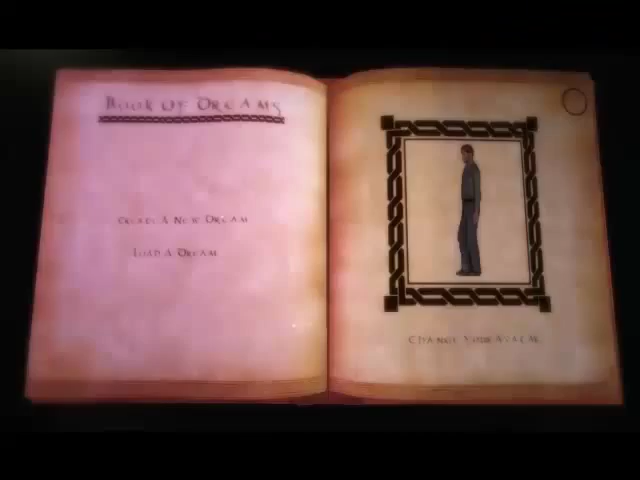 Book of Dreams
Create A New Dream
Load A Dream
Change Your Avatar